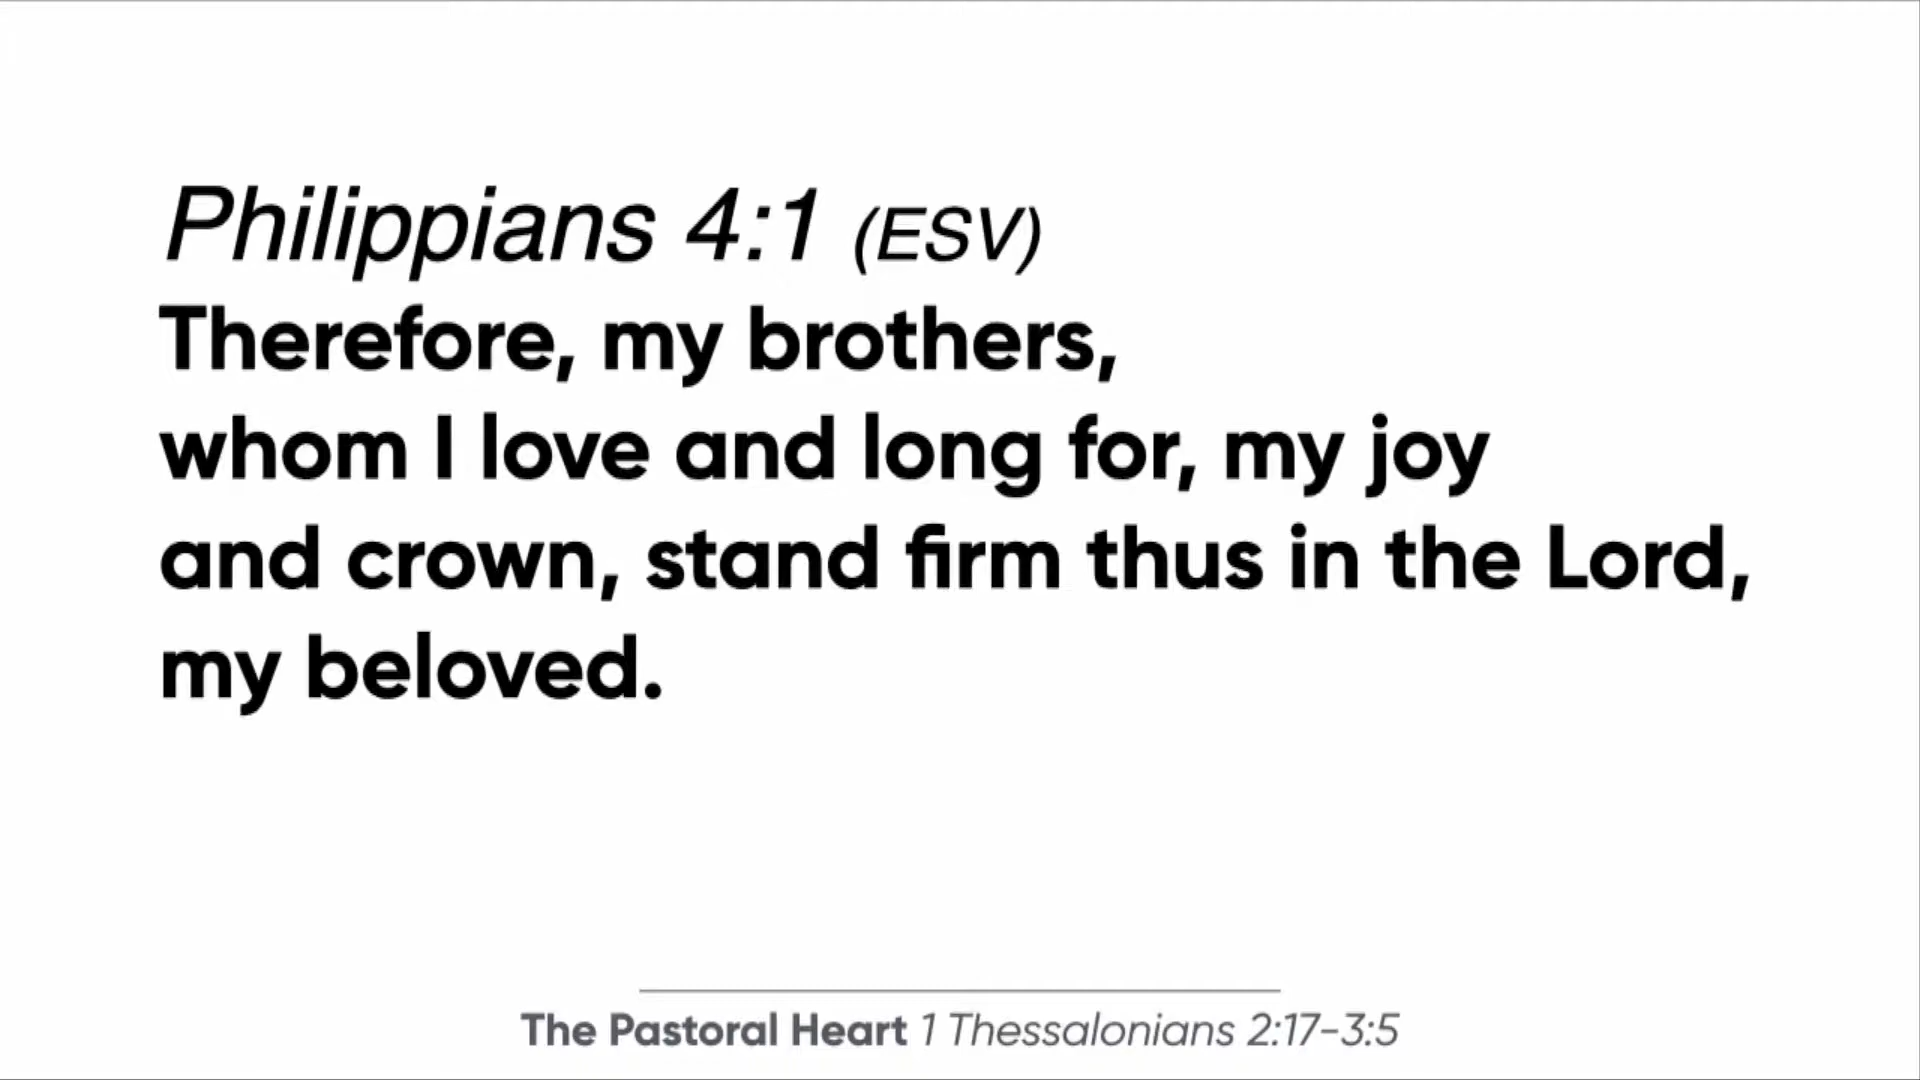 Philippians 4:1 (ESV)
Therefore, my brothers,
whom I love and long for, my joy
and crown, stand firm thus in the Lord,
my beloved.
The Pastoral Heart 1 Thessalonians 2:17–3:5